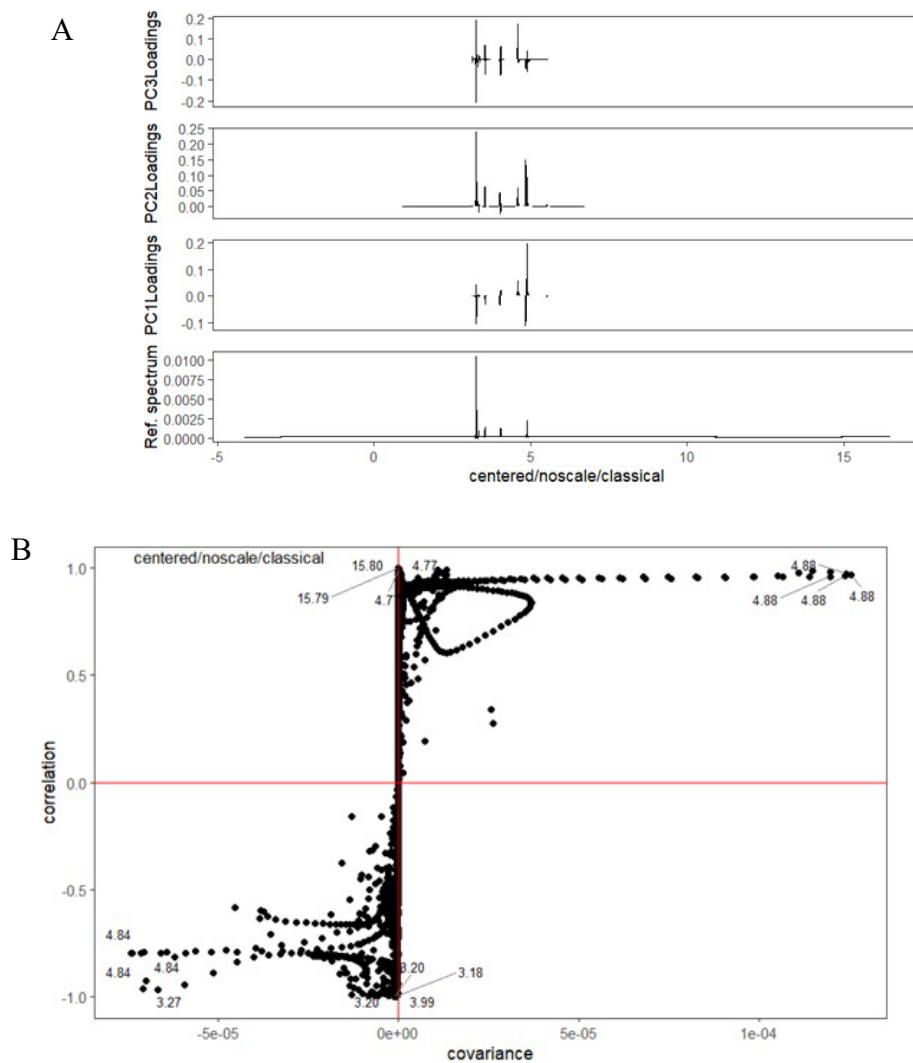 A
PC3Loadings
0.2
0.1
0.0
-0.1
-0.2
PC2Loadings
0.25
0.20
0.15
0.10
0.05
0.00
PC1Loadings
0.2
0.1
0.0
-0.1
Ref. spectrum
0.0100
0.0075
0.0050
0.0025
0.0000
-5 0 5 10 15
centered/noscale/classical
B
centered/noscale/classical
15.80 4.77 4.88
15.79 4.77 4.88 4.88 4.88
1.0
0.5
0.0
-0.5
-1.0
correlation
4.84
4.84 4.84 3.20 3.18
3.27 3.20 3.99
-5e-05 0e+00 5e-05 1e-04
covariance